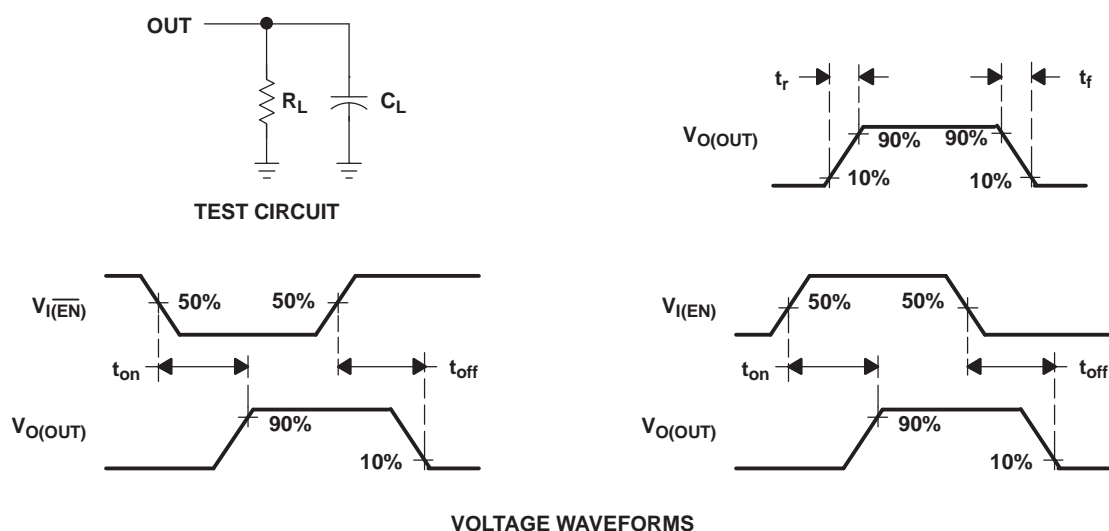 OUT
R_L
C_L
TEST CIRCUIT
t_r
t_f
V_O(OUT)
90%
90%
10%
10%
V_I(E̅N̅)
50%
50%
t_on
t_off
V_O(OUT)
90%
10%
V_I(EN)
50%
50%
t_on
t_off
V_O(OUT)
90%
10%
VOLTAGE WAVEFORMS